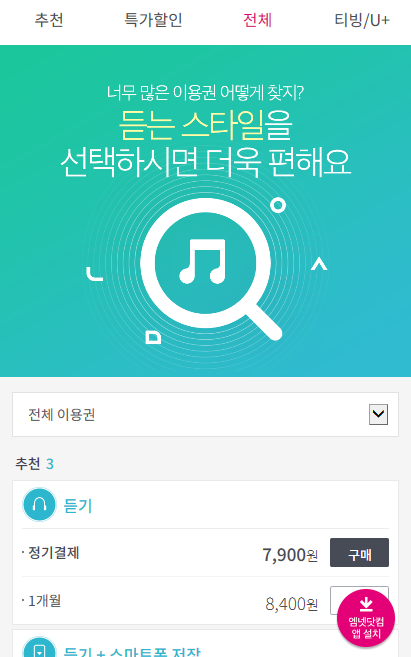 추천 특가할인 전체 티빙/U+
너무 많은 이용권 어떻게 찾지?
듣는 스타일을
선택하시면 더욱 편해요
전체 이용권
추천 3
듣기
· 정기결제 7,900원 구매
· 1개월 8,400원
엠넷닷컴
앱 설치
듣기 + 스마트폰 저장